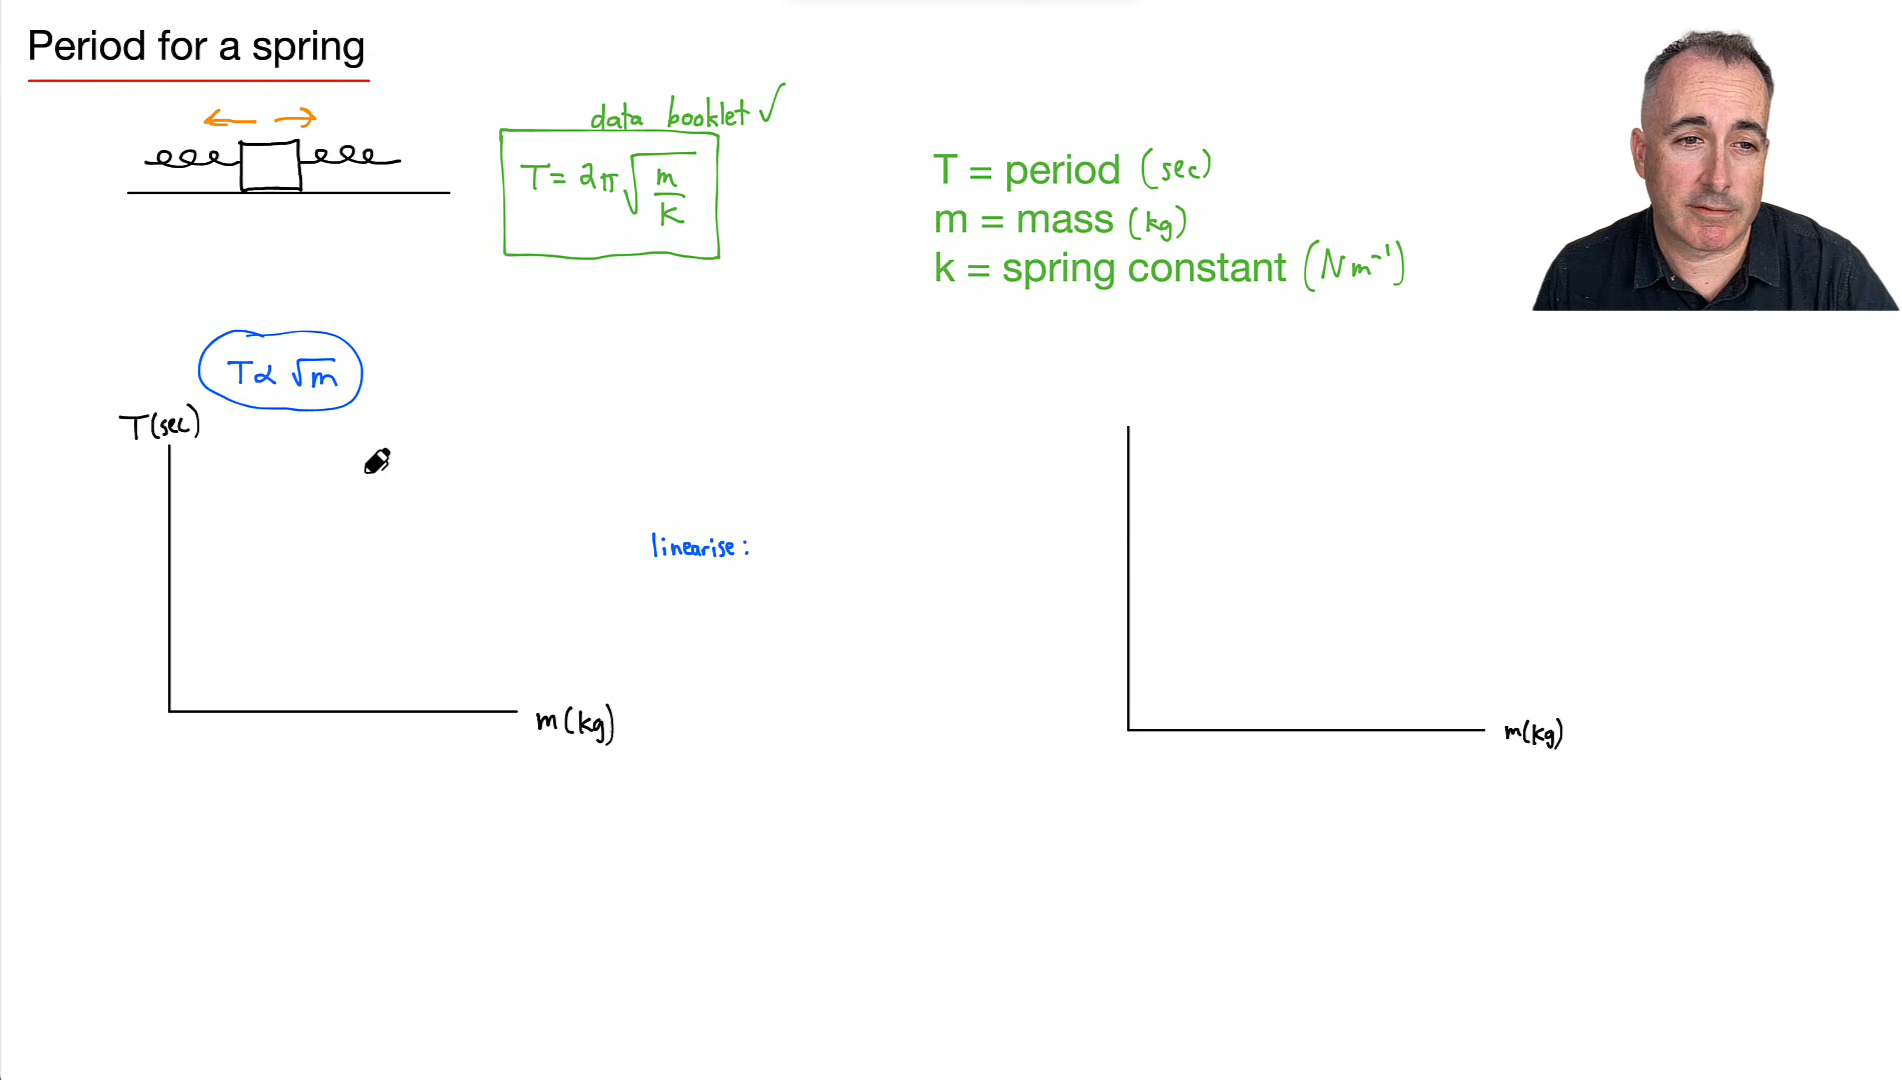 Period for a spring
data booklet ✓
T = 2π√(m/k)
T = period (sec)
m = mass (kg)
k = spring constant (Nm⁻¹)
T ∝ √m
T(sec)
linearise:
m(kg)
m(kg)